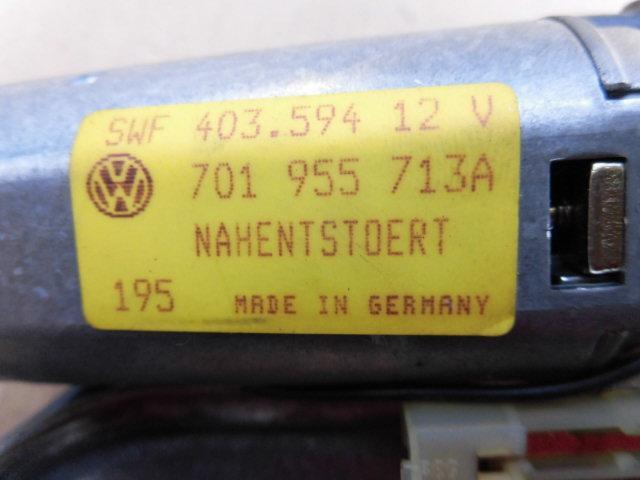 SWF 403.594 12 V
701 955 713A
NAHENTSTOERT
195 MADE IN GERMANY